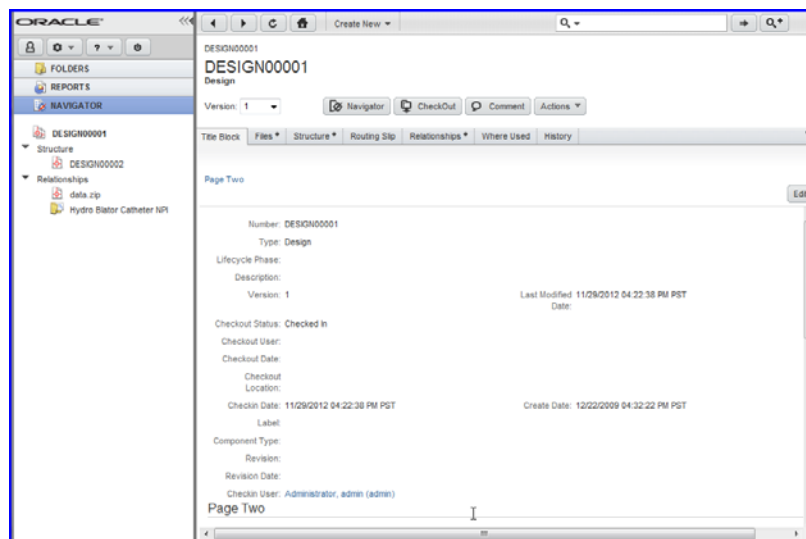 ORACLE
Create New
FOLDERS
REPORTS
NAVIGATOR
DESIGN00001
Structure
DESIGN00002
Relationships
data.zip
Hydro Blator Catheter NPI
DESIGN00001
DESIGN00001
Design
Version: 1 Navigator CheckOut Comment Actions
Title Block Files Structure Routing Slip Relationships Where Used History
Page Two
Edi
Number: DESIGN00001
Type: Design
Lifecycle Phase:
Description:
Version: 1 Last Modified Date: 11/29/2012 04:22:38 PM PST
Checkout Status: Checked In
Checkout User:
Checkout Date:
Checkout Location:
Checkin Date: 11/29/2012 04:22:38 PM PST Create Date: 12/22/2009 04:32:22 PM PST
Label:
Component Type:
Revision:
Revision Date:
Checkin User: Administrator, admin (admin)
Page Two